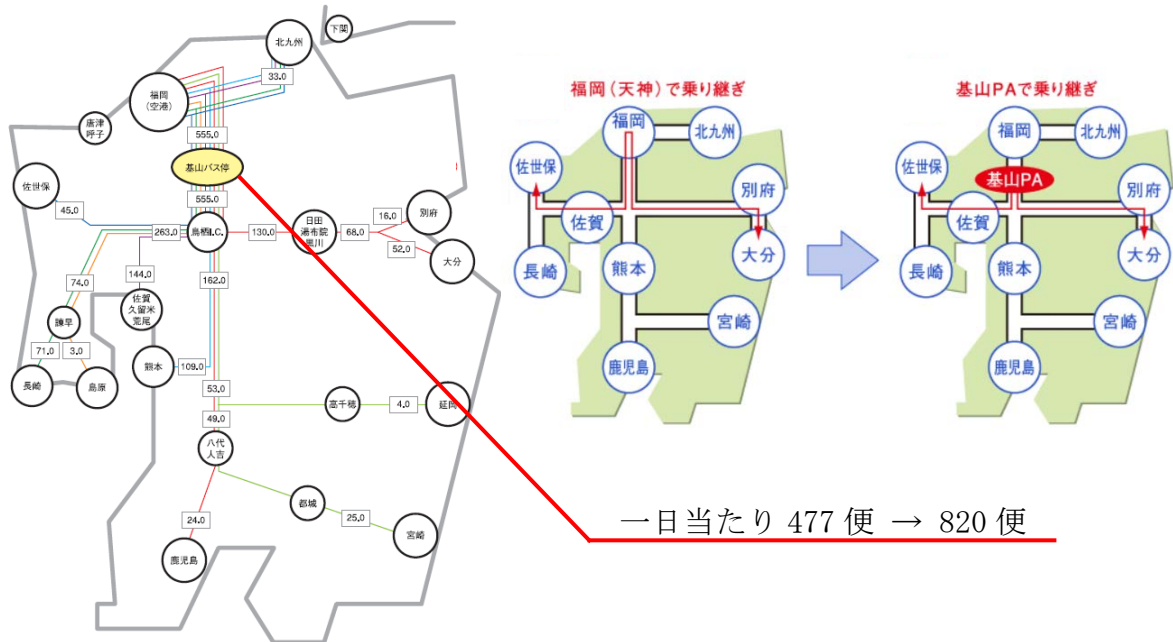 下関
北九州
33.0
福岡
(空港)
唐津
呼子
555.0
基山バス停
555.0
佐世保
45.0
263.0
鳥栖I.C.
130.0
日田
湯布院
黒川
68.0
16.0
別府
52.0
大分
144.0
162.0
74.0
佐賀
久留米
荒尾
諫早
71.0
3.0
長崎
島原
熊本
109.0
53.0
高千穂
4.0
延岡
49.0
八代
人吉
都城
25.0
宮崎
24.0
鹿児島
福岡(天神)で乗り継ぎ
福岡
北九州
佐世保
別府
佐賀
大分
長崎
熊本
宮崎
鹿児島
基山PAで乗り継ぎ
福岡
北九州
佐世保
基山PA
別府
佐賀
大分
長崎
熊本
宮崎
鹿児島
一日当たり 477 便 → 820 便